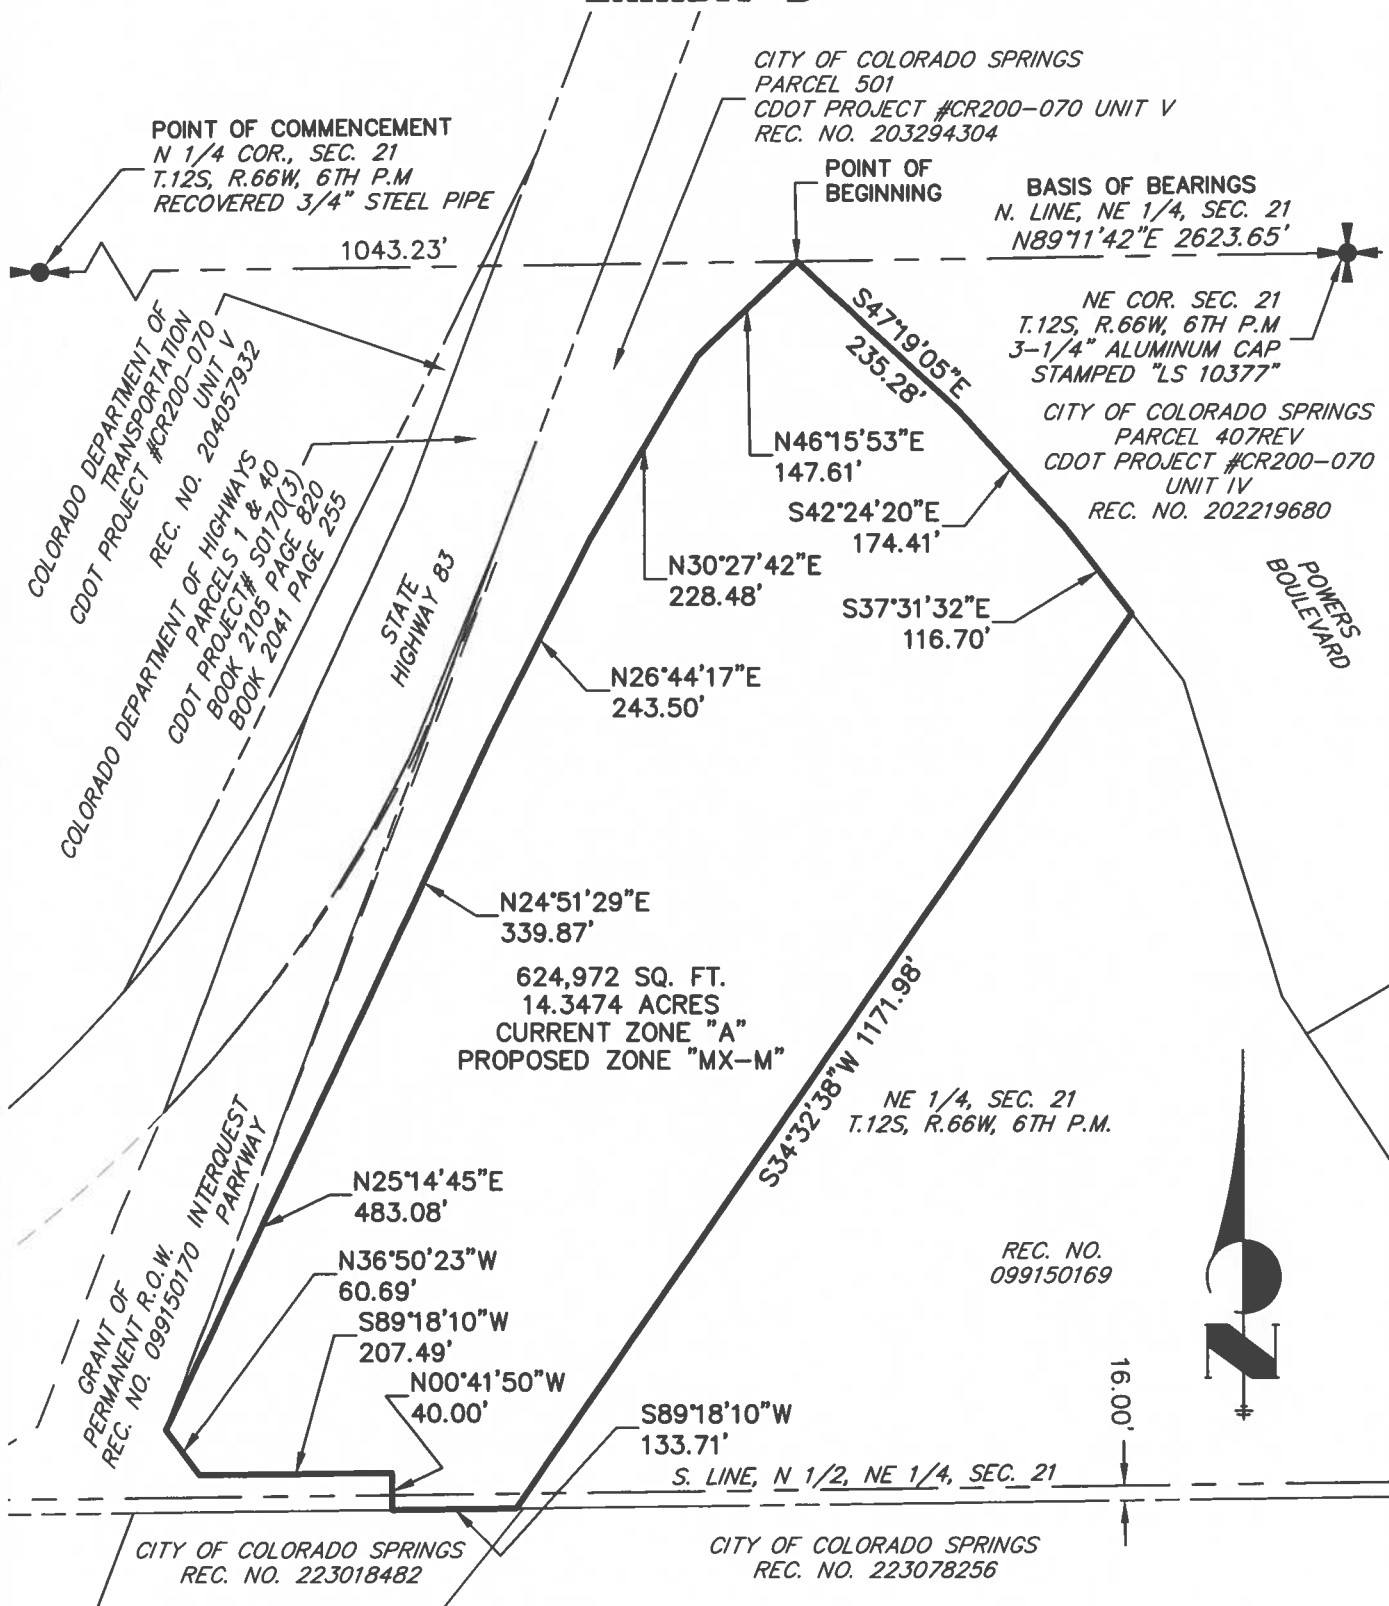 CITY OF COLORADO SPRINGS
PARCEL 501
CDOT PROJECT #CR200-070 UNIT V
REC. NO. 203294304
POINT OF COMMENCEMENT
N 1/4 COR., SEC. 21
T.12S, R.66W, 6TH P.M
RECOVERED 3/4" STEEL PIPE
POINT OF
BEGINNING
BASIS OF BEARINGS
N. LINE, NE 1/4, SEC. 21
N89°11'42"E 2623.65'
1043.23'
NE COR. SEC. 21
T.12S, R.66W, 6TH P.M
3-1/4" ALUMINUM CAP
STAMPED "LS 10377"
COLORADO DEPARTMENT OF
TRANSPORTATION
CDOT PROJECT #CR200-070
UNIT V
REC. NO. 204057932
S47°19'05"E
235.28'
CITY OF COLORADO SPRINGS
PARCEL 407REV
CDOT PROJECT #CR200-070
UNIT IV
REC. NO. 202219680
N46°15'53"E
147.61'
S42°24'20"E
174.41'
COLORADO DEPARTMENT OF HIGHWAYS
PARCELS 1 & 40
CDOT PROJECT# S0170(3)
BOOK 2105 PAGE 820
BOOK 2041 PAGE 255
STATE
HIGHWAY 83
N30°27'42"E
228.48'
S37°31'32"E
116.70'
POWERS
BOULEVARD
N26°44'17"E
243.50'
N24°51'29"E
339.87'
624,972 SQ. FT.
14.3474 ACRES
CURRENT ZONE "A"
PROPOSED ZONE "MX-M"
S34°32'38"W 1171.98'
NE 1/4, SEC. 21
T.12S, R.66W, 6TH P.M.
INTERQUEST
PARKWAY
N25°14'45"E
483.08'
REC. NO.
099150169
GRANT OF
PERMANENT R.O.W.
REC. NO. 099150170
N36°50'23"W
60.69'
S89°18'10"W
207.49'
N00°41'50"W
40.00'
N
16.00'
S89°18'10"W
133.71'
S. LINE, N 1/2, NE 1/4, SEC. 21
CITY OF COLORADO SPRINGS
REC. NO. 223018482
CITY OF COLORADO SPRINGS
REC. NO. 223078256